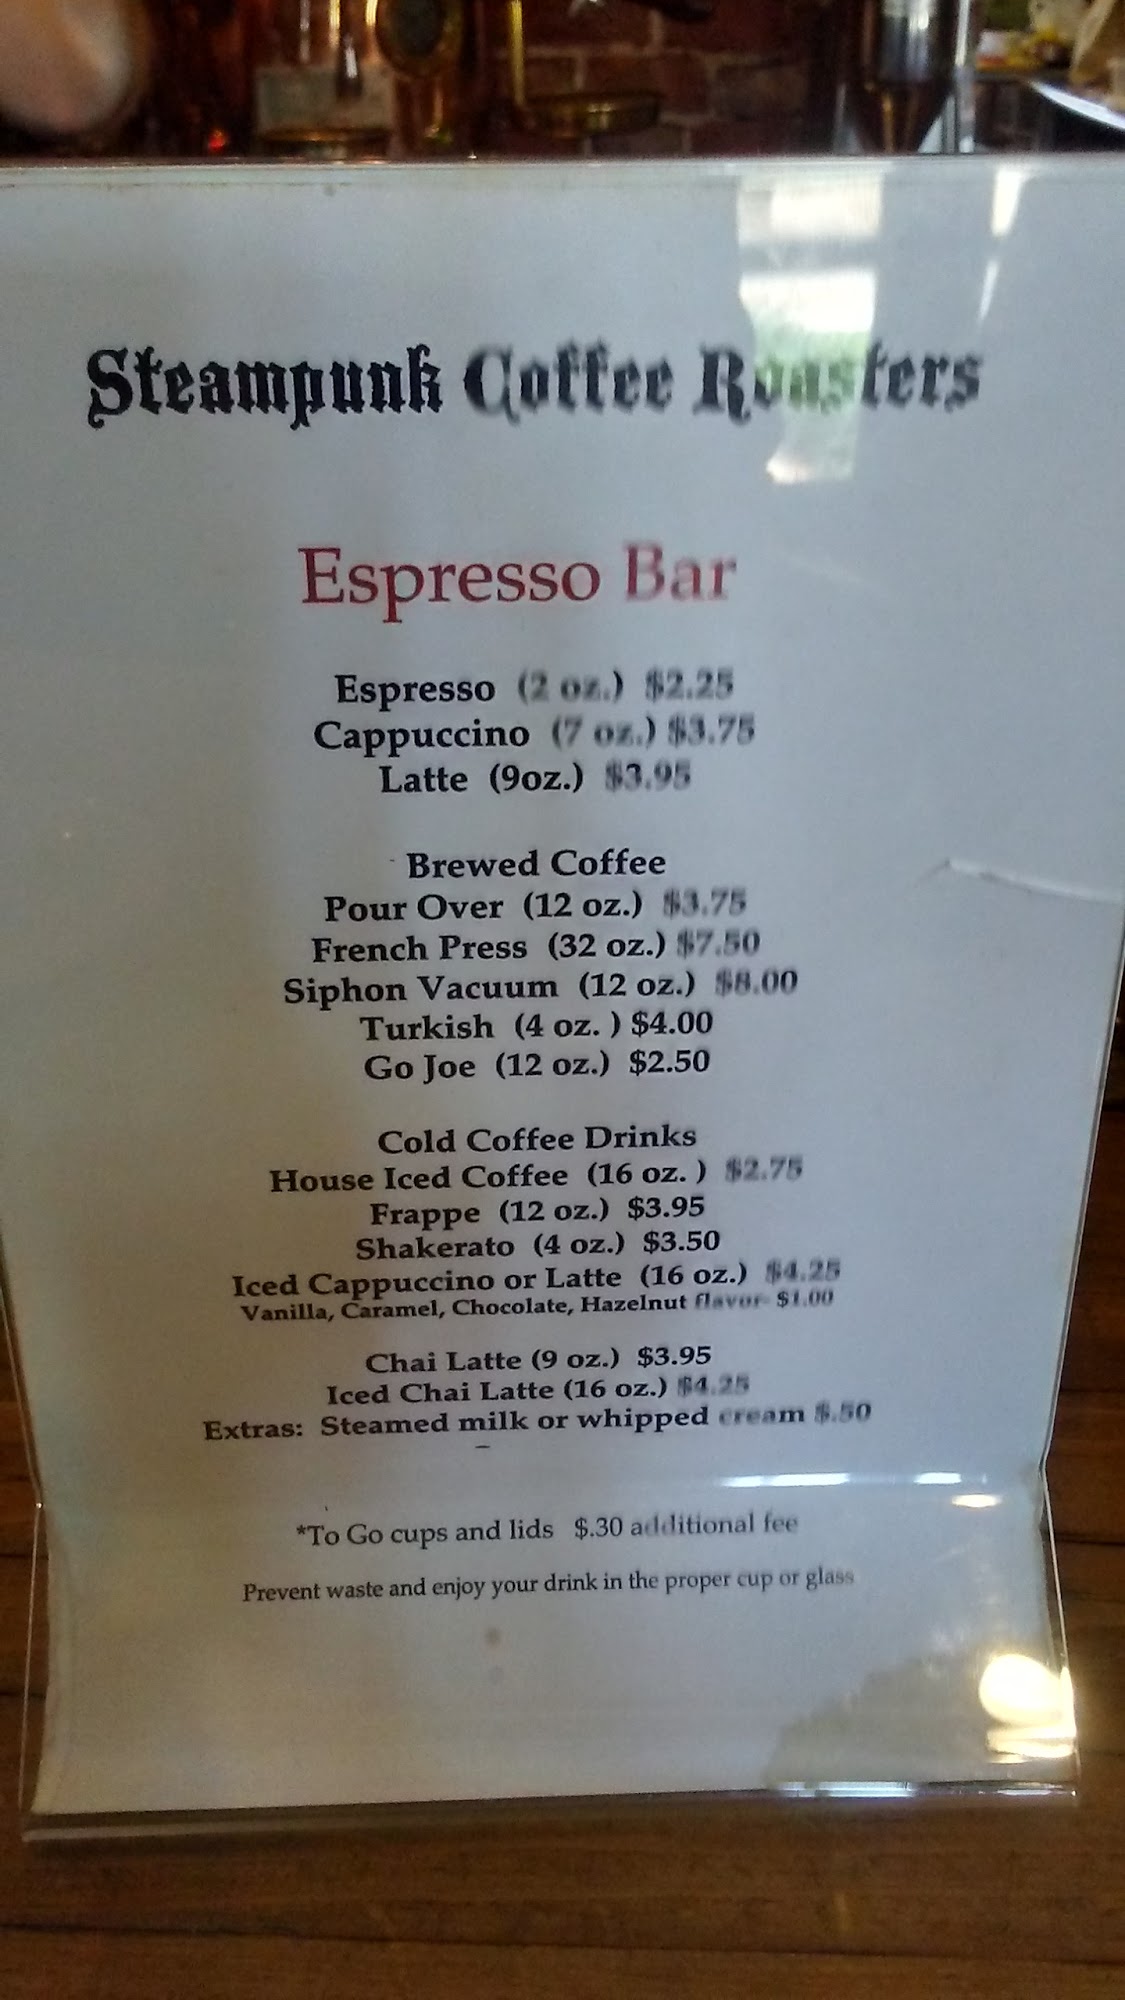 Steampunk Coffee Roasters
Espresso Bar
Espresso (2 oz.) $2.25
Cappuccino (7 oz.) $3.75
Latte (9oz.) $3.95
Brewed Coffee
Pour Over (12 oz.) $3.75
French Press (32 oz.) $7.50
Siphon Vacuum (12 oz.) $8.00
Turkish (4 oz. ) $4.00
Go Joe (12 oz.) $2.50
Cold Coffee Drinks
House Iced Coffee (16 oz. ) $2.75
Frappe (12 oz.) $3.95
Shakerato (4 oz.) $3.50
Iced Cappuccino or Latte (16 oz.) $4.25
Vanilla, Caramel, Chocolate, Hazelnut flavor- $1.00
Chai Latte (9 oz.) $3.95
Iced Chai Latte (16 oz.) $4.25
Extras: Steamed milk or whipped cream $.50
*To Go cups and lids $.30 additional fee
Prevent waste and enjoy your drink in the proper cup or glass